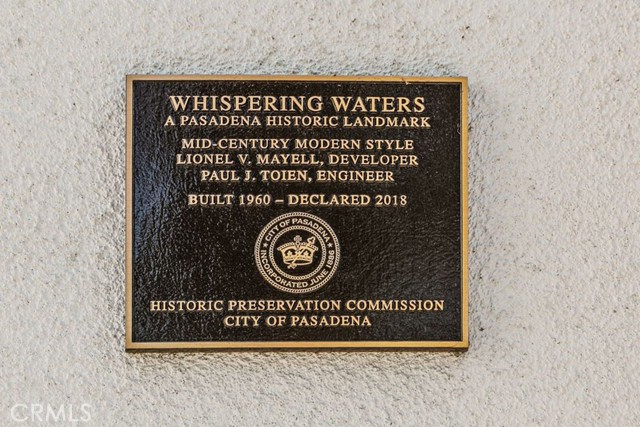 WHISPERING WATERS
A PASADENA HISTORIC LANDMARK
MID-CENTURY MODERN STYLE
LIONEL V. MAYELL, DEVELOPER
PAUL J. TOIEN, ENGINEER
BUILT 1960 – DECLARED 2018
CITY OF PASADENA
INCORPORATED JUNE 1886
HISTORIC PRESERVATION COMMISSION
CITY OF PASADENA
CRMLS